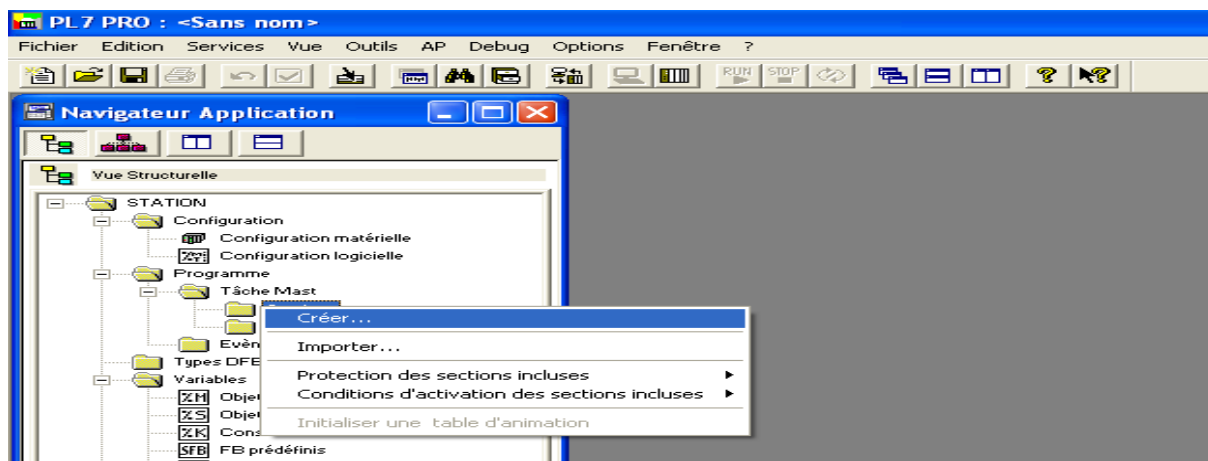 PL7 PRO : <Sans nom>
Fichier Edition Services Vue Outils AP Debug Options Fenêtre ?
RUN STOP
Navigateur Application
Vue Structurelle
STATION
Configuration
Configuration matérielle
Configuration logicielle
Programme
Tâche Mast
Créer...
Importer...
Evèn
Types DFE
Protection des sections incluses
Variables
Conditions d'activation des sections incluses
%M Objet
%S Objet
Initialiser une table d'animation
%K Cons
SFB FB prédéfinis